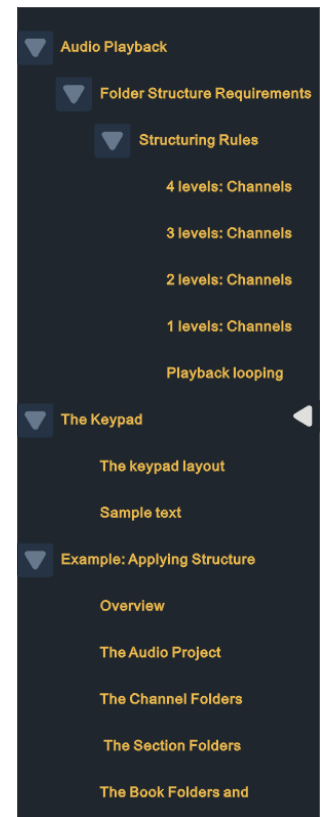 Audio Playback
Folder Structure Requirements
Structuring Rules
4 levels: Channels
3 levels: Channels
2 levels: Channels
1 levels: Channels
Playback looping
The Keypad
The keypad layout
Sample text
Example: Applying Structure
Overview
The Audio Project
The Channel Folders
The Section Folders
The Book Folders and